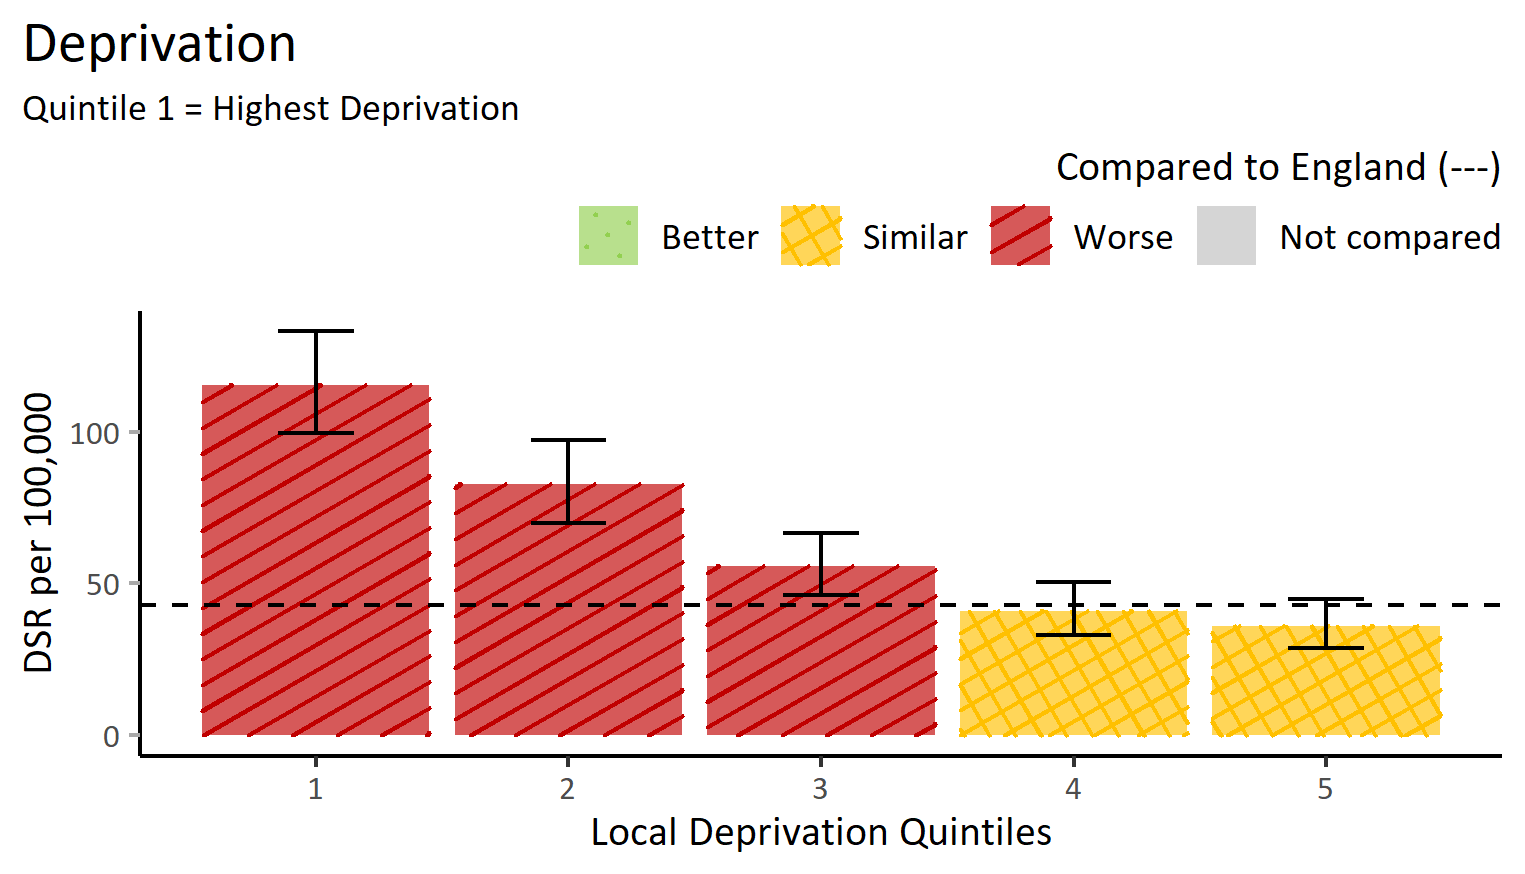 Deprivation
Quintile 1 = Highest Deprivation
Compared to England (---)
Better
Similar
Worse
Not compared
DSR per 100,000
100
50
0
1
2
3
4
5
Local Deprivation Quintiles